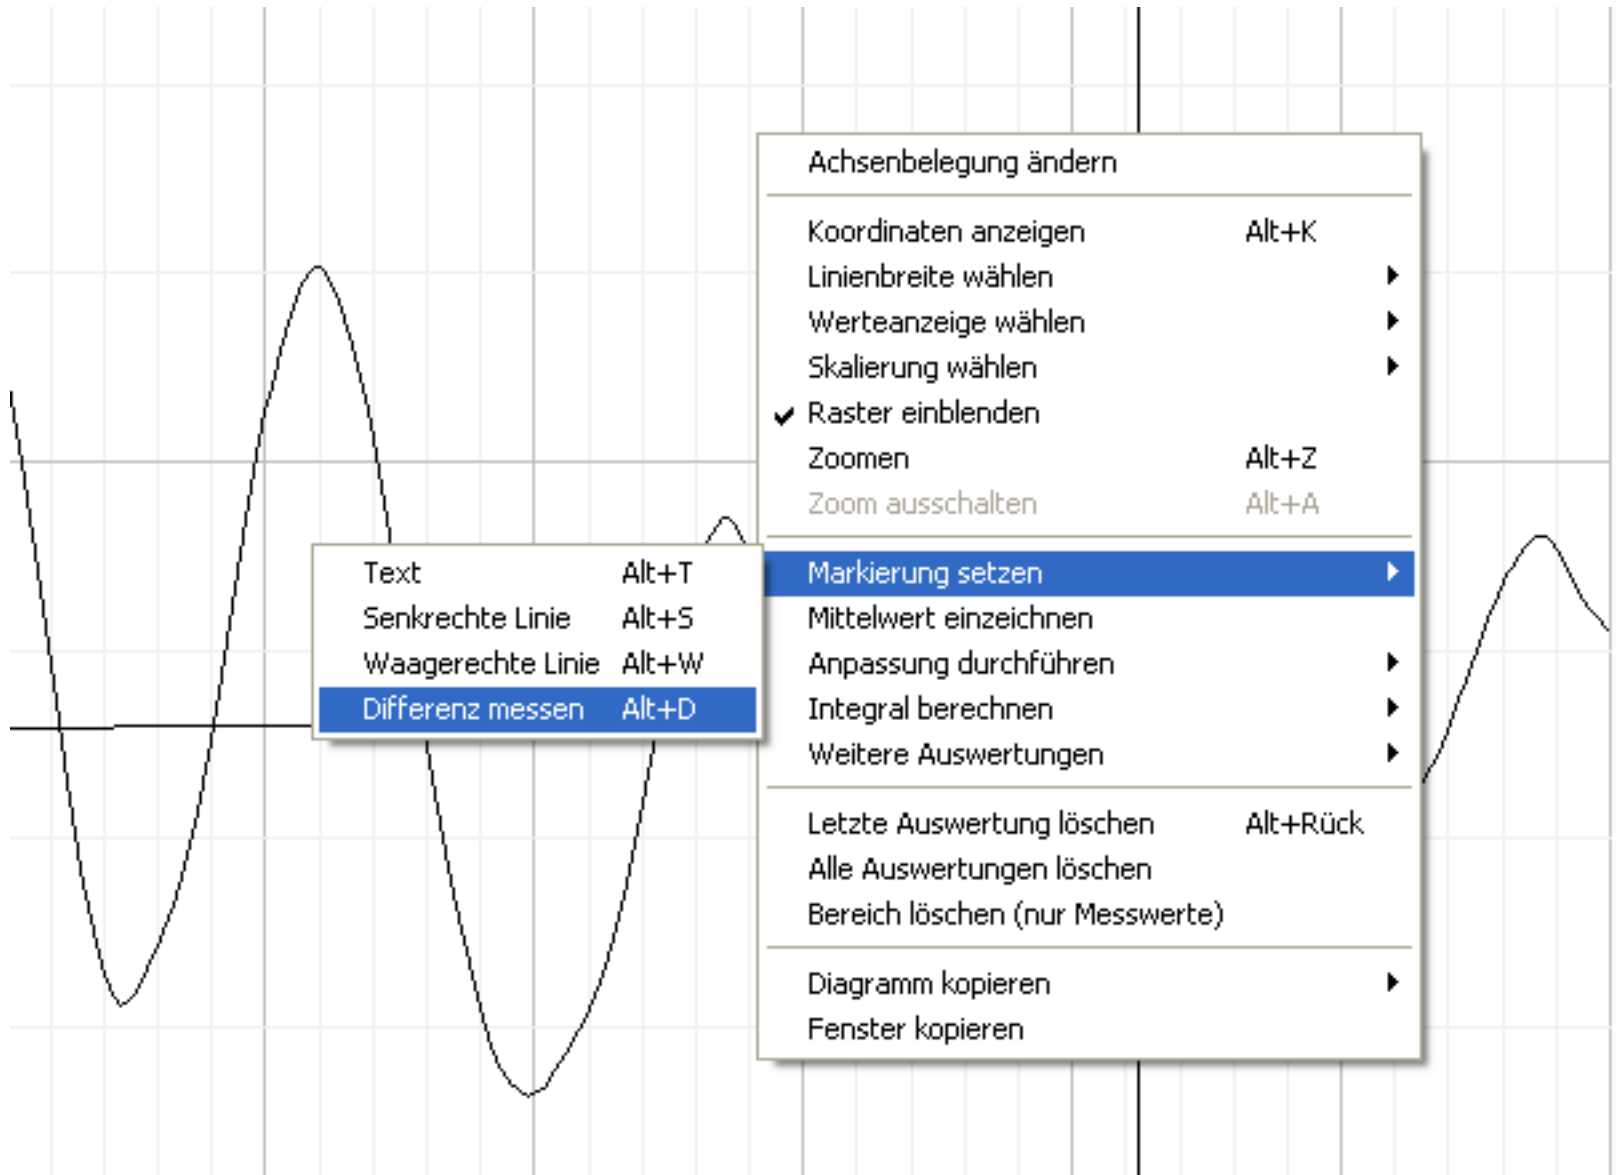 Achsenbelegung ändern
Koordinaten anzeigen Alt+K
Linienbreite wählen
Werteanzeige wählen
Skalierung wählen
Raster einblenden
Zoomen Alt+Z
Zoom ausschalten Alt+A
Markierung setzen
Mittelwert einzeichnen
Anpassung durchführen
Integral berechnen
Weitere Auswertungen
Letzte Auswertung löschen Alt+Rück
Alle Auswertungen löschen
Bereich löschen (nur Messwerte)
Diagramm kopieren
Fenster kopieren
Text Alt+T
Senkrechte Linie Alt+S
Waagerechte Linie Alt+W
Differenz messen Alt+D